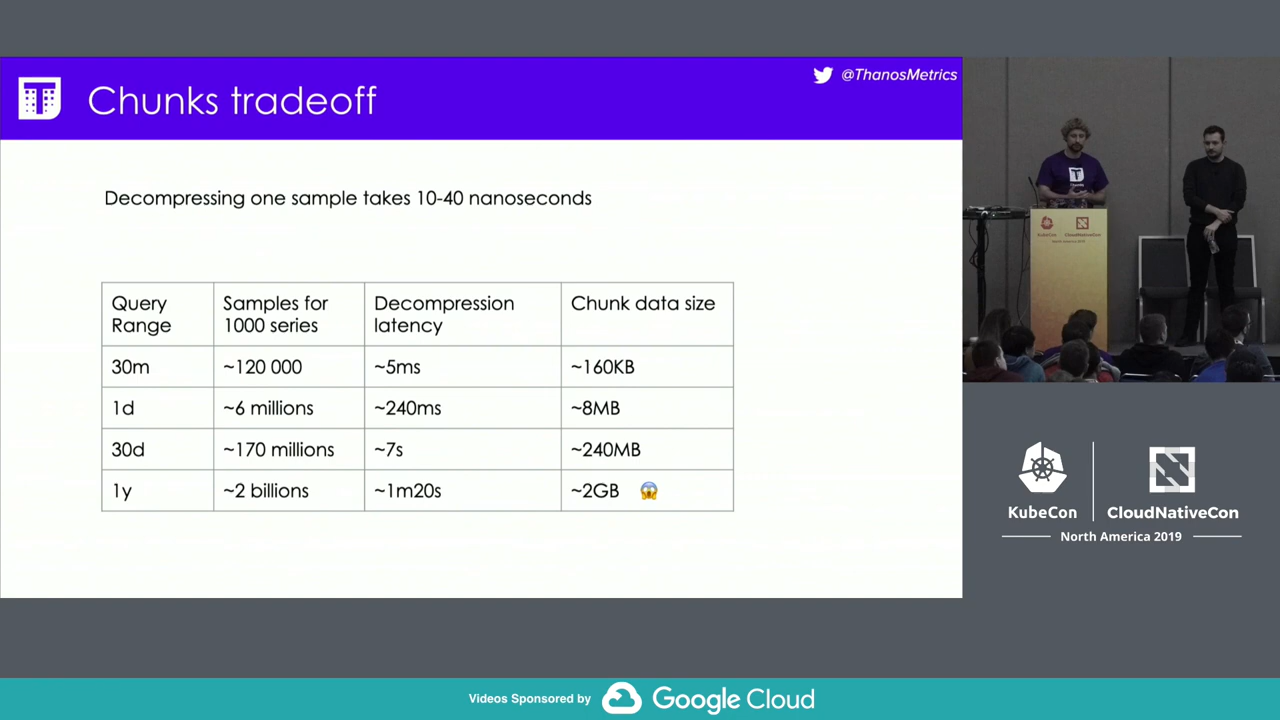 @ThanosMetrics
T Chunks tradeoff
Decompressing one sample takes 10-40 nanoseconds
Query Range
Samples for 1000 series
Decompression latency
Chunk data size
30m
~120 000
~5ms
~160KB
1d
~6 millions
~240ms
~8MB
30d
~170 millions
~7s
~240MB
1y
~2 billions
~1m20s
~2GB 😱
T
KubeCon
CloudNativeCon
KubeCon
CloudNativeCon
North America 2019
Videos Sponsored by Google Cloud